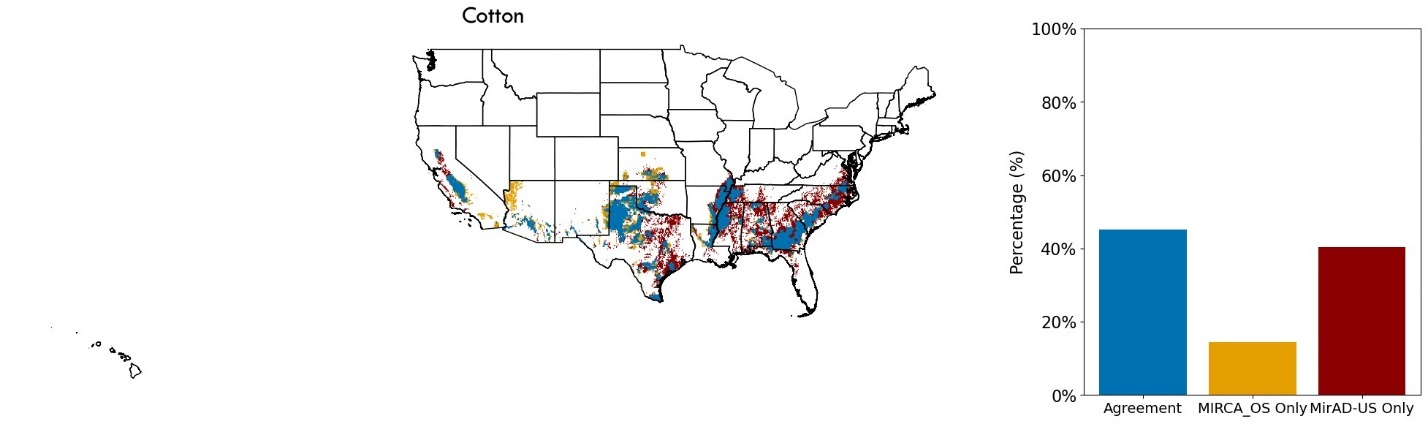 Cotton
100%
80%
60%
40%
20%
0%
Percentage (%)
Agreement
MIRCA_OS Only
MirAD-US Only